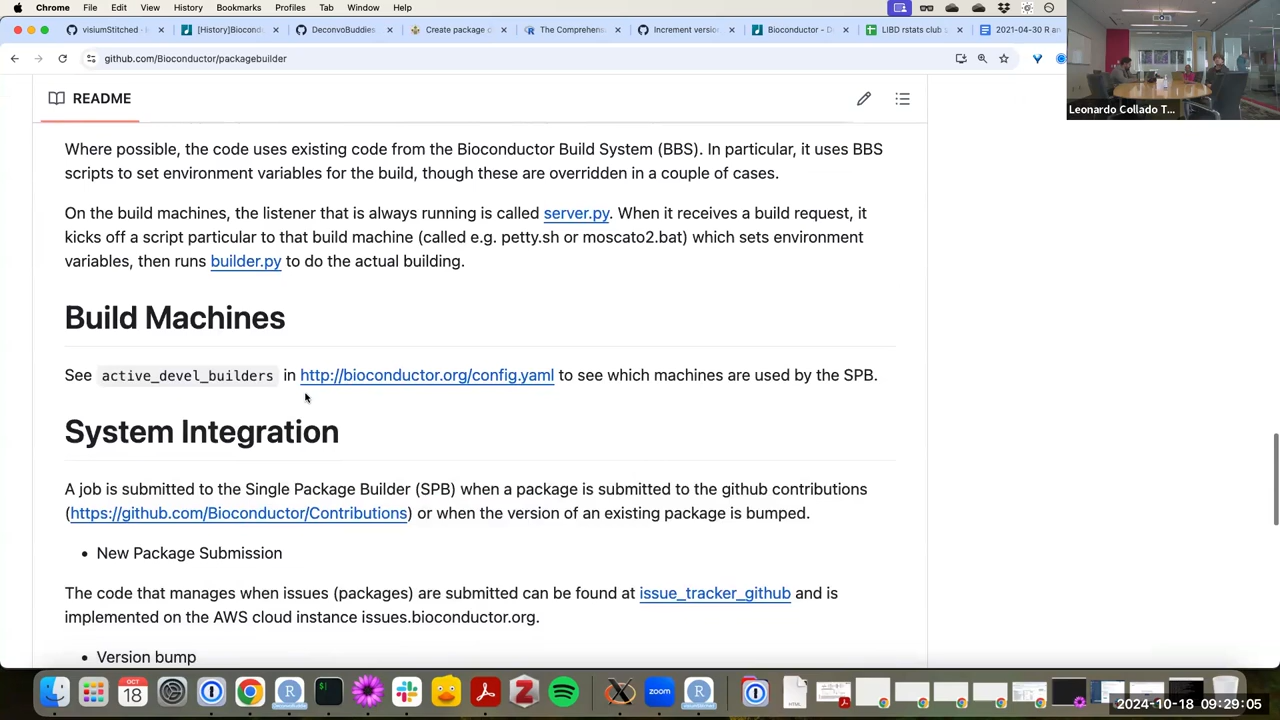 Chrome File Edit View History Bookmarks Profiles Tab Window Help
visiumStitched · [History]Biocond DeconvoBuddies Create package d The Comprehens Increment version Bioconductor - D LIBD rstats club s 2021-04-30 R an
github.com/Bioconductor/packagebuilder
Leonardo Collado T...
README
Where possible, the code uses existing code from the Bioconductor Build System (BBS). In particular, it uses BBS
scripts to set environment variables for the build, though these are overridden in a couple of cases.
On the build machines, the listener that is always running is called server.py. When it receives a build request, it
kicks off a script particular to that build machine (called e.g. petty.sh or moscato2.bat) which sets environment
variables, then runs builder.py to do the actual building.
Build Machines
See active_devel_builders in http://bioconductor.org/config.yaml to see which machines are used by the SPB.
System Integration
A job is submitted to the Single Package Builder (SPB) when a package is submitted to the github contributions
(https://github.com/Bioconductor/Contributions) or when the version of an existing package is bumped.
• New Package Submission
The code that manages when issues (packages) are submitted can be found at issue_tracker_github and is
implemented on the AWS cloud instance issues.bioconductor.org.
• Version bump
OCT
18
2024-10-18 09:29:05